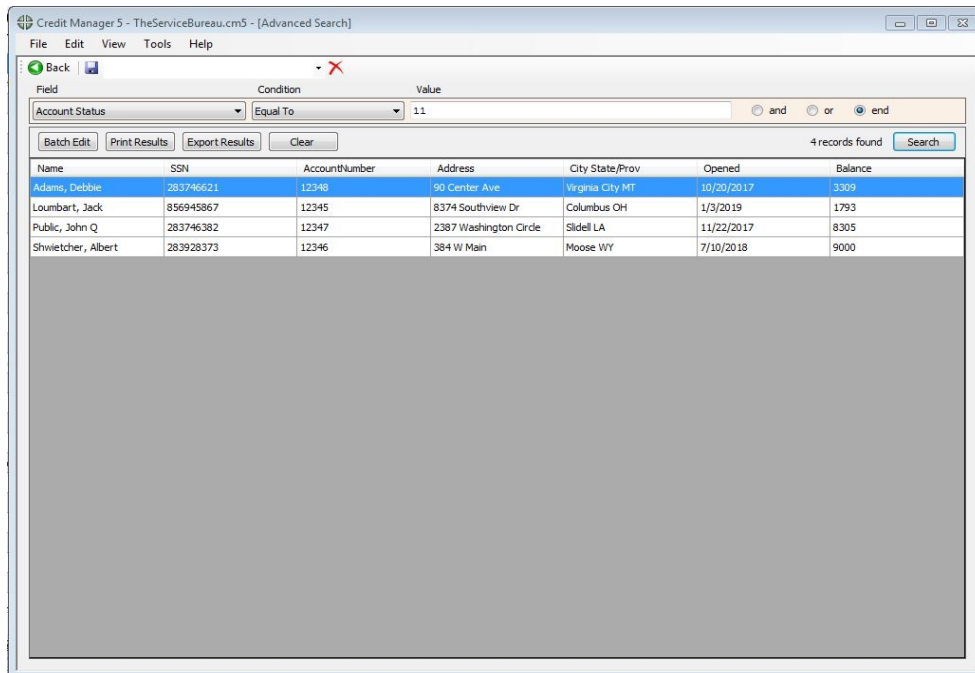 Credit Manager 5 - TheServiceBureau.cm5 - [Advanced Search]
File Edit View Tools Help
Back
Field Condition Value
Account Status Equal To 11 and or end
Batch Edit Print Results Export Results Clear 4 records found Search
Name SSN AccountNumber Address City State/Prov Opened Balance
Adams, Debbie 283746621 12348 90 Center Ave Virginia City MT 10/20/2017 3309
Loumbart, Jack 856945867 12345 8374 Southview Dr Columbus OH 1/3/2019 1793
Public, John Q 283746382 12347 2387 Washington Circle Slidell LA 11/22/2017 8305
Shwietcher, Albert 283928373 12346 384 W Main Moose WY 7/10/2018 9000